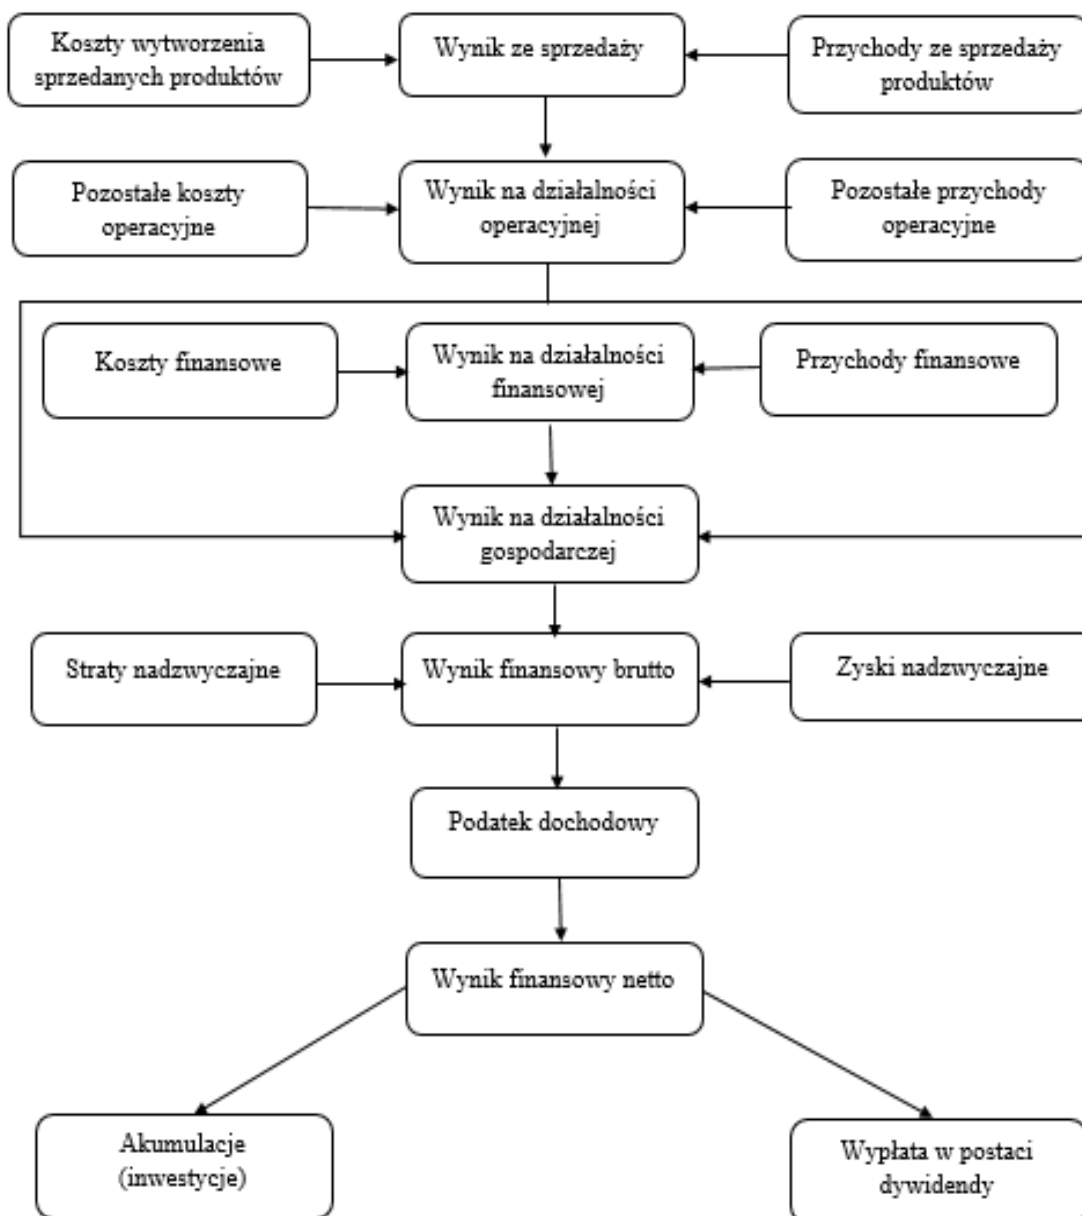 Koszty wytworzenia
sprzedanych produktów
Wynik ze sprzedaży
Przychody ze sprzedaży
produktów
Pozostałe koszty
operacyjne
Wynik na działalności
operacyjnej
Pozostałe przychody
operacyjne
Koszty finansowe
Wynik na działalności
finansowej
Przychody finansowe
Wynik na działalności
gospodarczej
Straty nadzwyczajne
Wynik finansowy brutto
Zyski nadzwyczajne
Podatek dochodowy
Wynik finansowy netto
Akumulacje
(inwestycje)
Wypłata w postaci
dywidendy